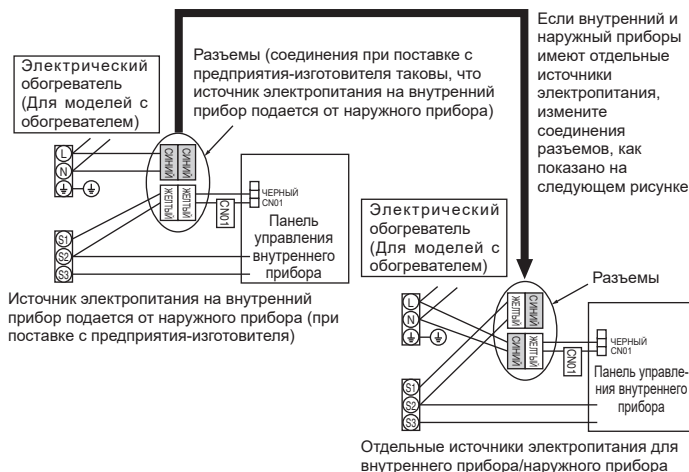 Электрический
обогреватель
(Для моделей с
обогревателем)
Разъемы (соединения при поставке с
предприятия-изготовителя таковы, что
источник электропитания на внутренний
прибор подается от наружного прибора)
Если внутренний и
наружный приборы
имеют отдельные
источники
электропитания,
измените
соединения
разъемов, как
показано на
следующем рисунке
L
N
СИНИЙ
СИНИЙ
ЖЕЛТЫЙ
ЖЕЛТЫЙ
ЧЕРНЫЙ
CN01
CN01
Панель
управления
внутреннего
прибора
S1
S2
S3
Источник электропитания на внутренний
прибор подается от наружного прибора (при
поставке с предприятия-изготовителя)
Электрический
обогреватель
(Для моделей с
обогревателем)
Разъемы
L
N
ЖЕЛТЫЙ
СИНИЙ
СИНИЙ
ЖЕЛТЫЙ
ЧЕРНЫЙ
CN01
CN01
Панель управле-
ния внутреннего
прибора
S1
S2
S3
Отдельные источники электропитания для
внутреннего прибора/наружного прибора